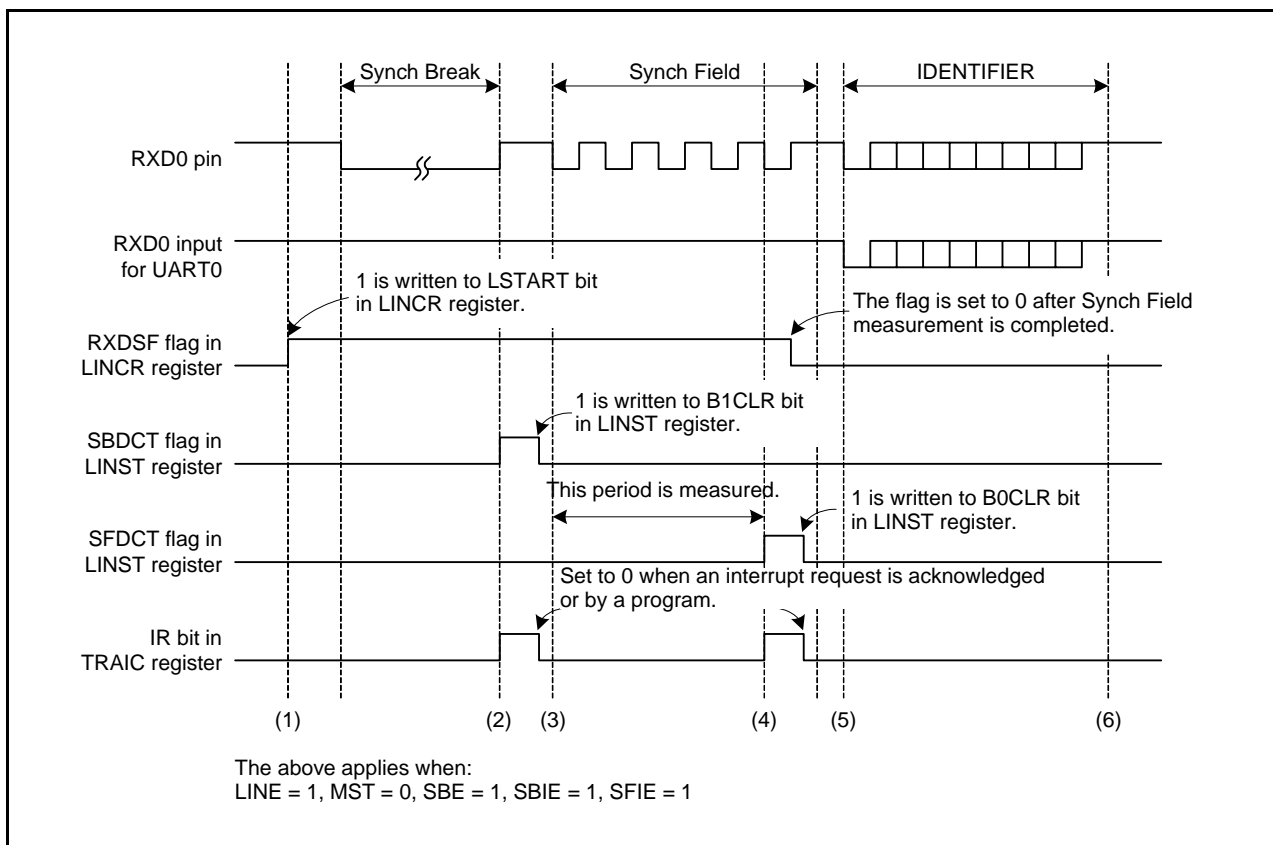 Synch Break
Synch Field
IDENTIFIER
RXD0 pin
RXD0 input
for UART0
1 is written to LSTART bit
in LINCR register.
The flag is set to 0 after Synch Field
measurement is completed.
RXDSF flag in
LINCR register
1 is written to B1CLR bit
in LINST register.
SBDCT flag in
LINST register
This period is measured.
1 is written to B0CLR bit
in LINST register.
SFDCT flag in
LINST register
Set to 0 when an interrupt request is acknowledged
or by a program.
IR bit in
TRAIC register
(1) (2) (3) (4) (5) (6)
The above applies when:
LINE = 1, MST = 0, SBE = 1, SBIE = 1, SFIE = 1